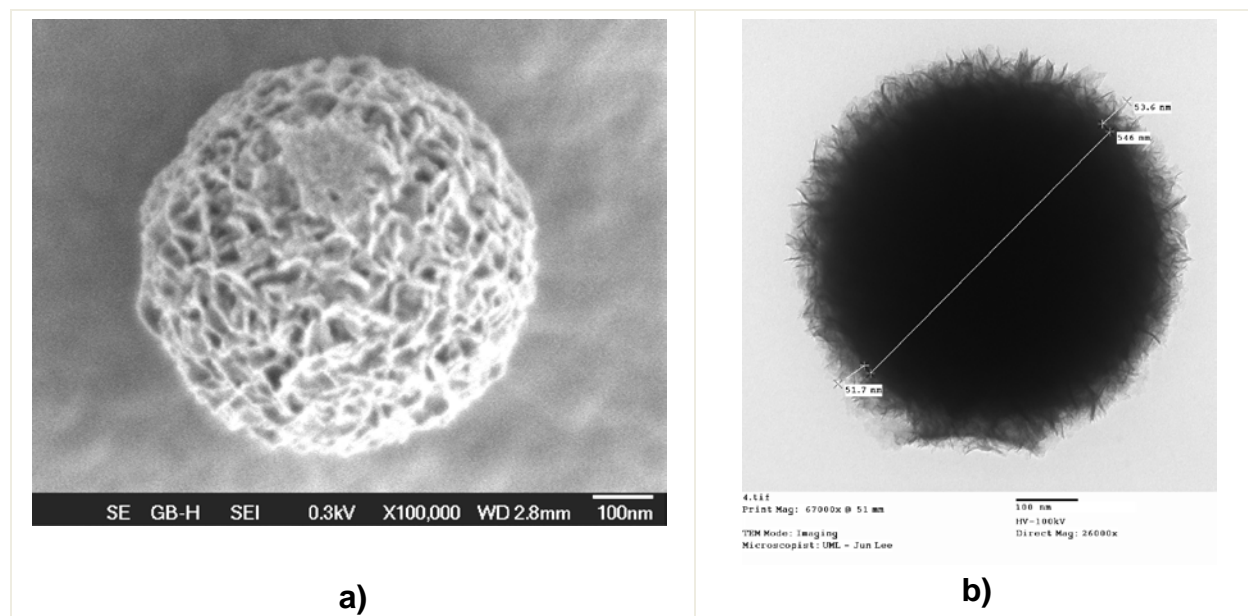 SE GB-H SEI 0.3kV X100,000 WD 2.8mm 100nm
53.6 nm
546 nm
51.7 nm
4.tif
Print Mag: 67000x @ 51 mm
TEM Mode: Imaging
Microscopist: UML - Jun Lee
100 nm
HV=100kV
Direct Mag: 26000x
a)
b)